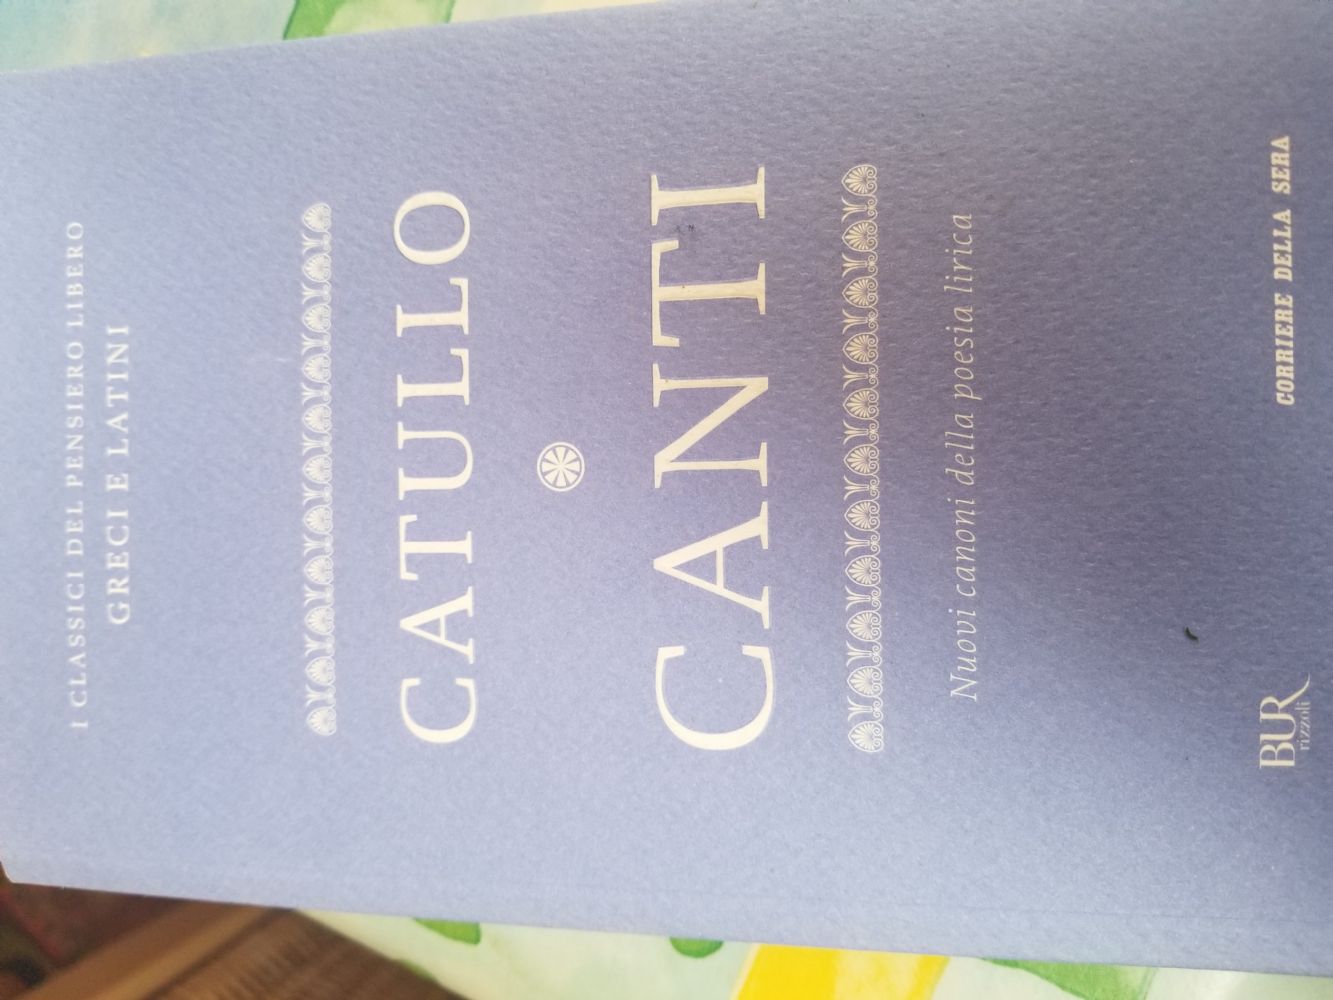 I CLASSICI DEL PENSIERO LIBERO
GRECI E LATINI
CATULLO
CANTI
Nuovi canoni della poesia lirica
BUR
rizzoli
CORRIERE DELLA SERA